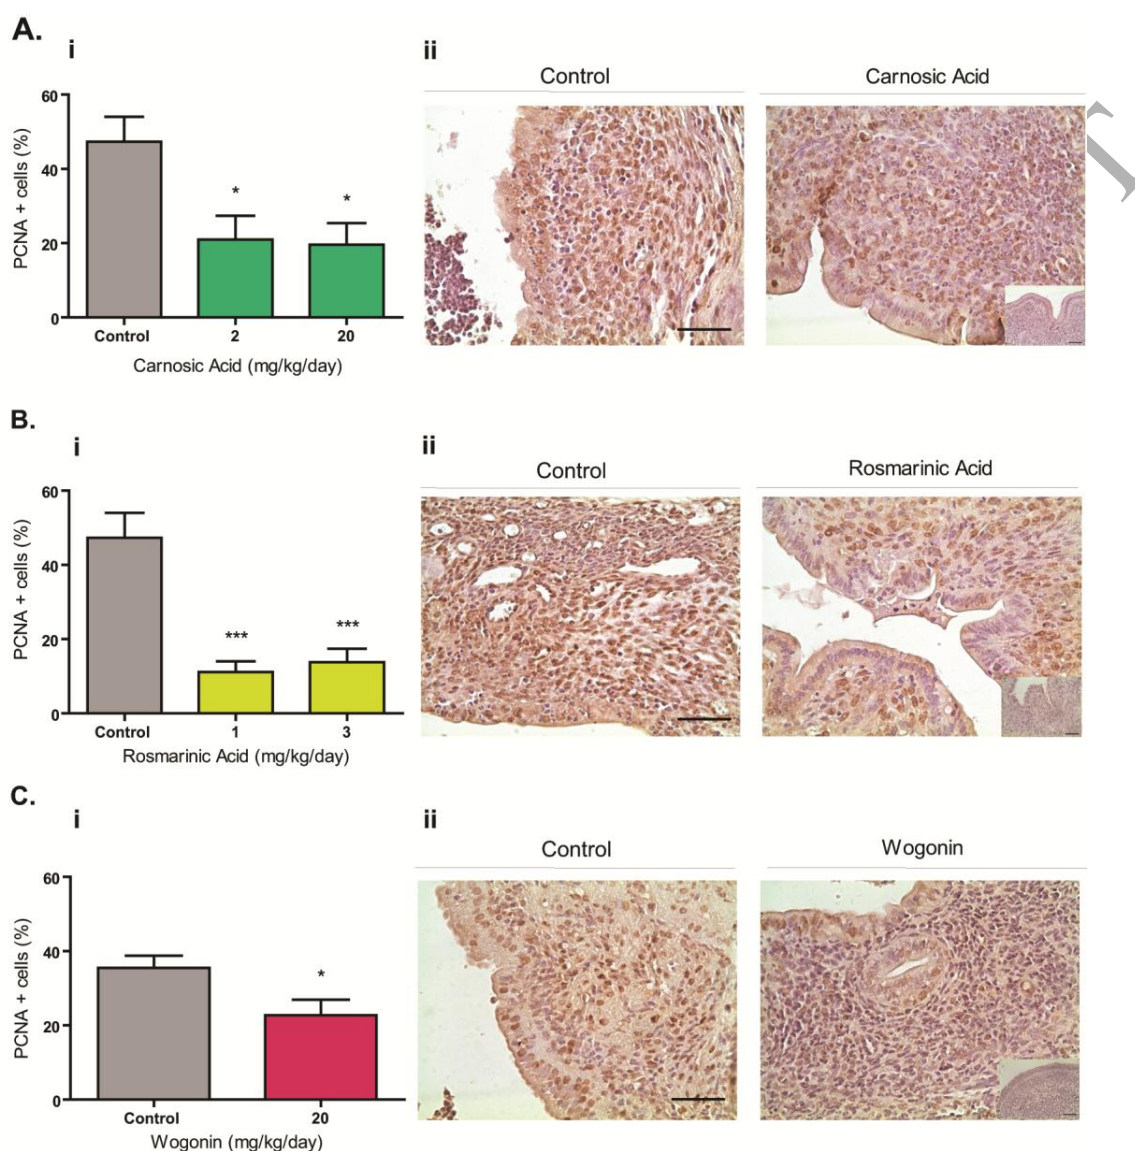 A.
i
ii
Control
Carnosic Acid
PCNA + cells (%)
60
40
20
0
*
*
Control
2
20
Carnosic Acid (mg/kg/day)
B.
i
ii
Control
Rosmarinic Acid
PCNA + cells (%)
60
40
20
0
***
***
Control
1
3
Rosmarinic Acid (mg/kg/day)
C.
i
ii
Control
Wogonin
PCNA + cells (%)
60
40
20
0
*
Control
20
Wogonin (mg/kg/day)
T